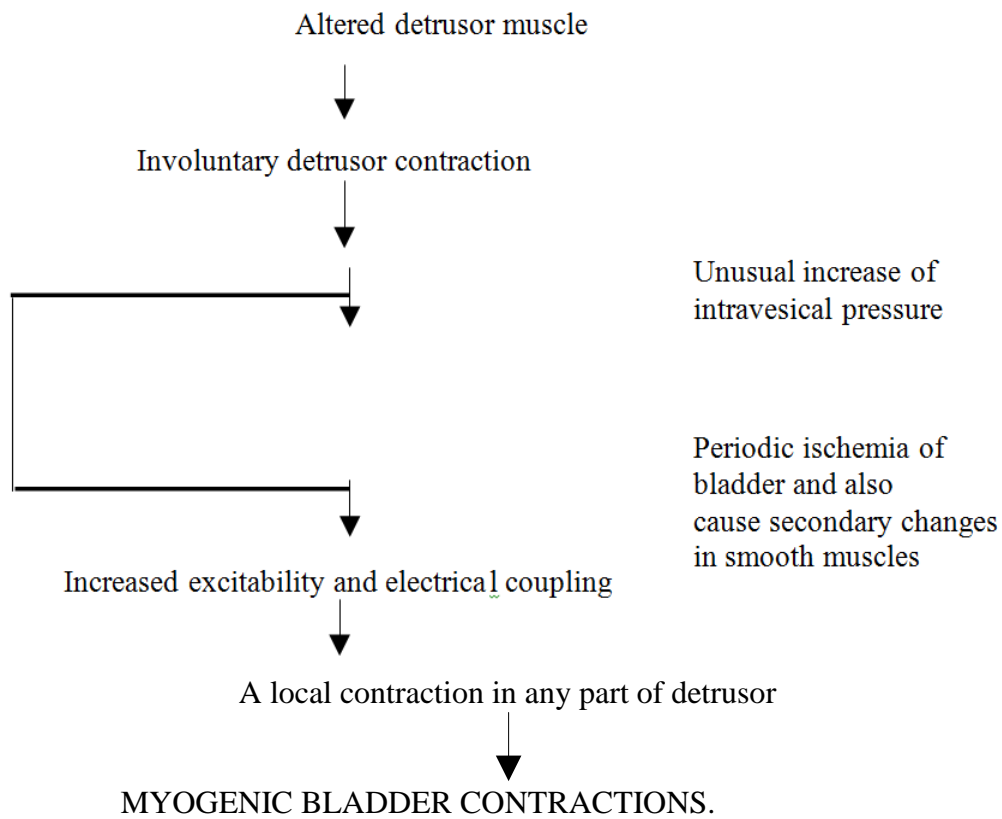 Altered detrusor muscle
Involuntary detrusor contraction
Unusual increase of
intravesical pressure
Periodic ischemia of
bladder and also
cause secondary changes
in smooth muscles
Increased excitability and electrical coupling
A local contraction in any part of detrusor
MYOGENIC BLADDER CONTRACTIONS.